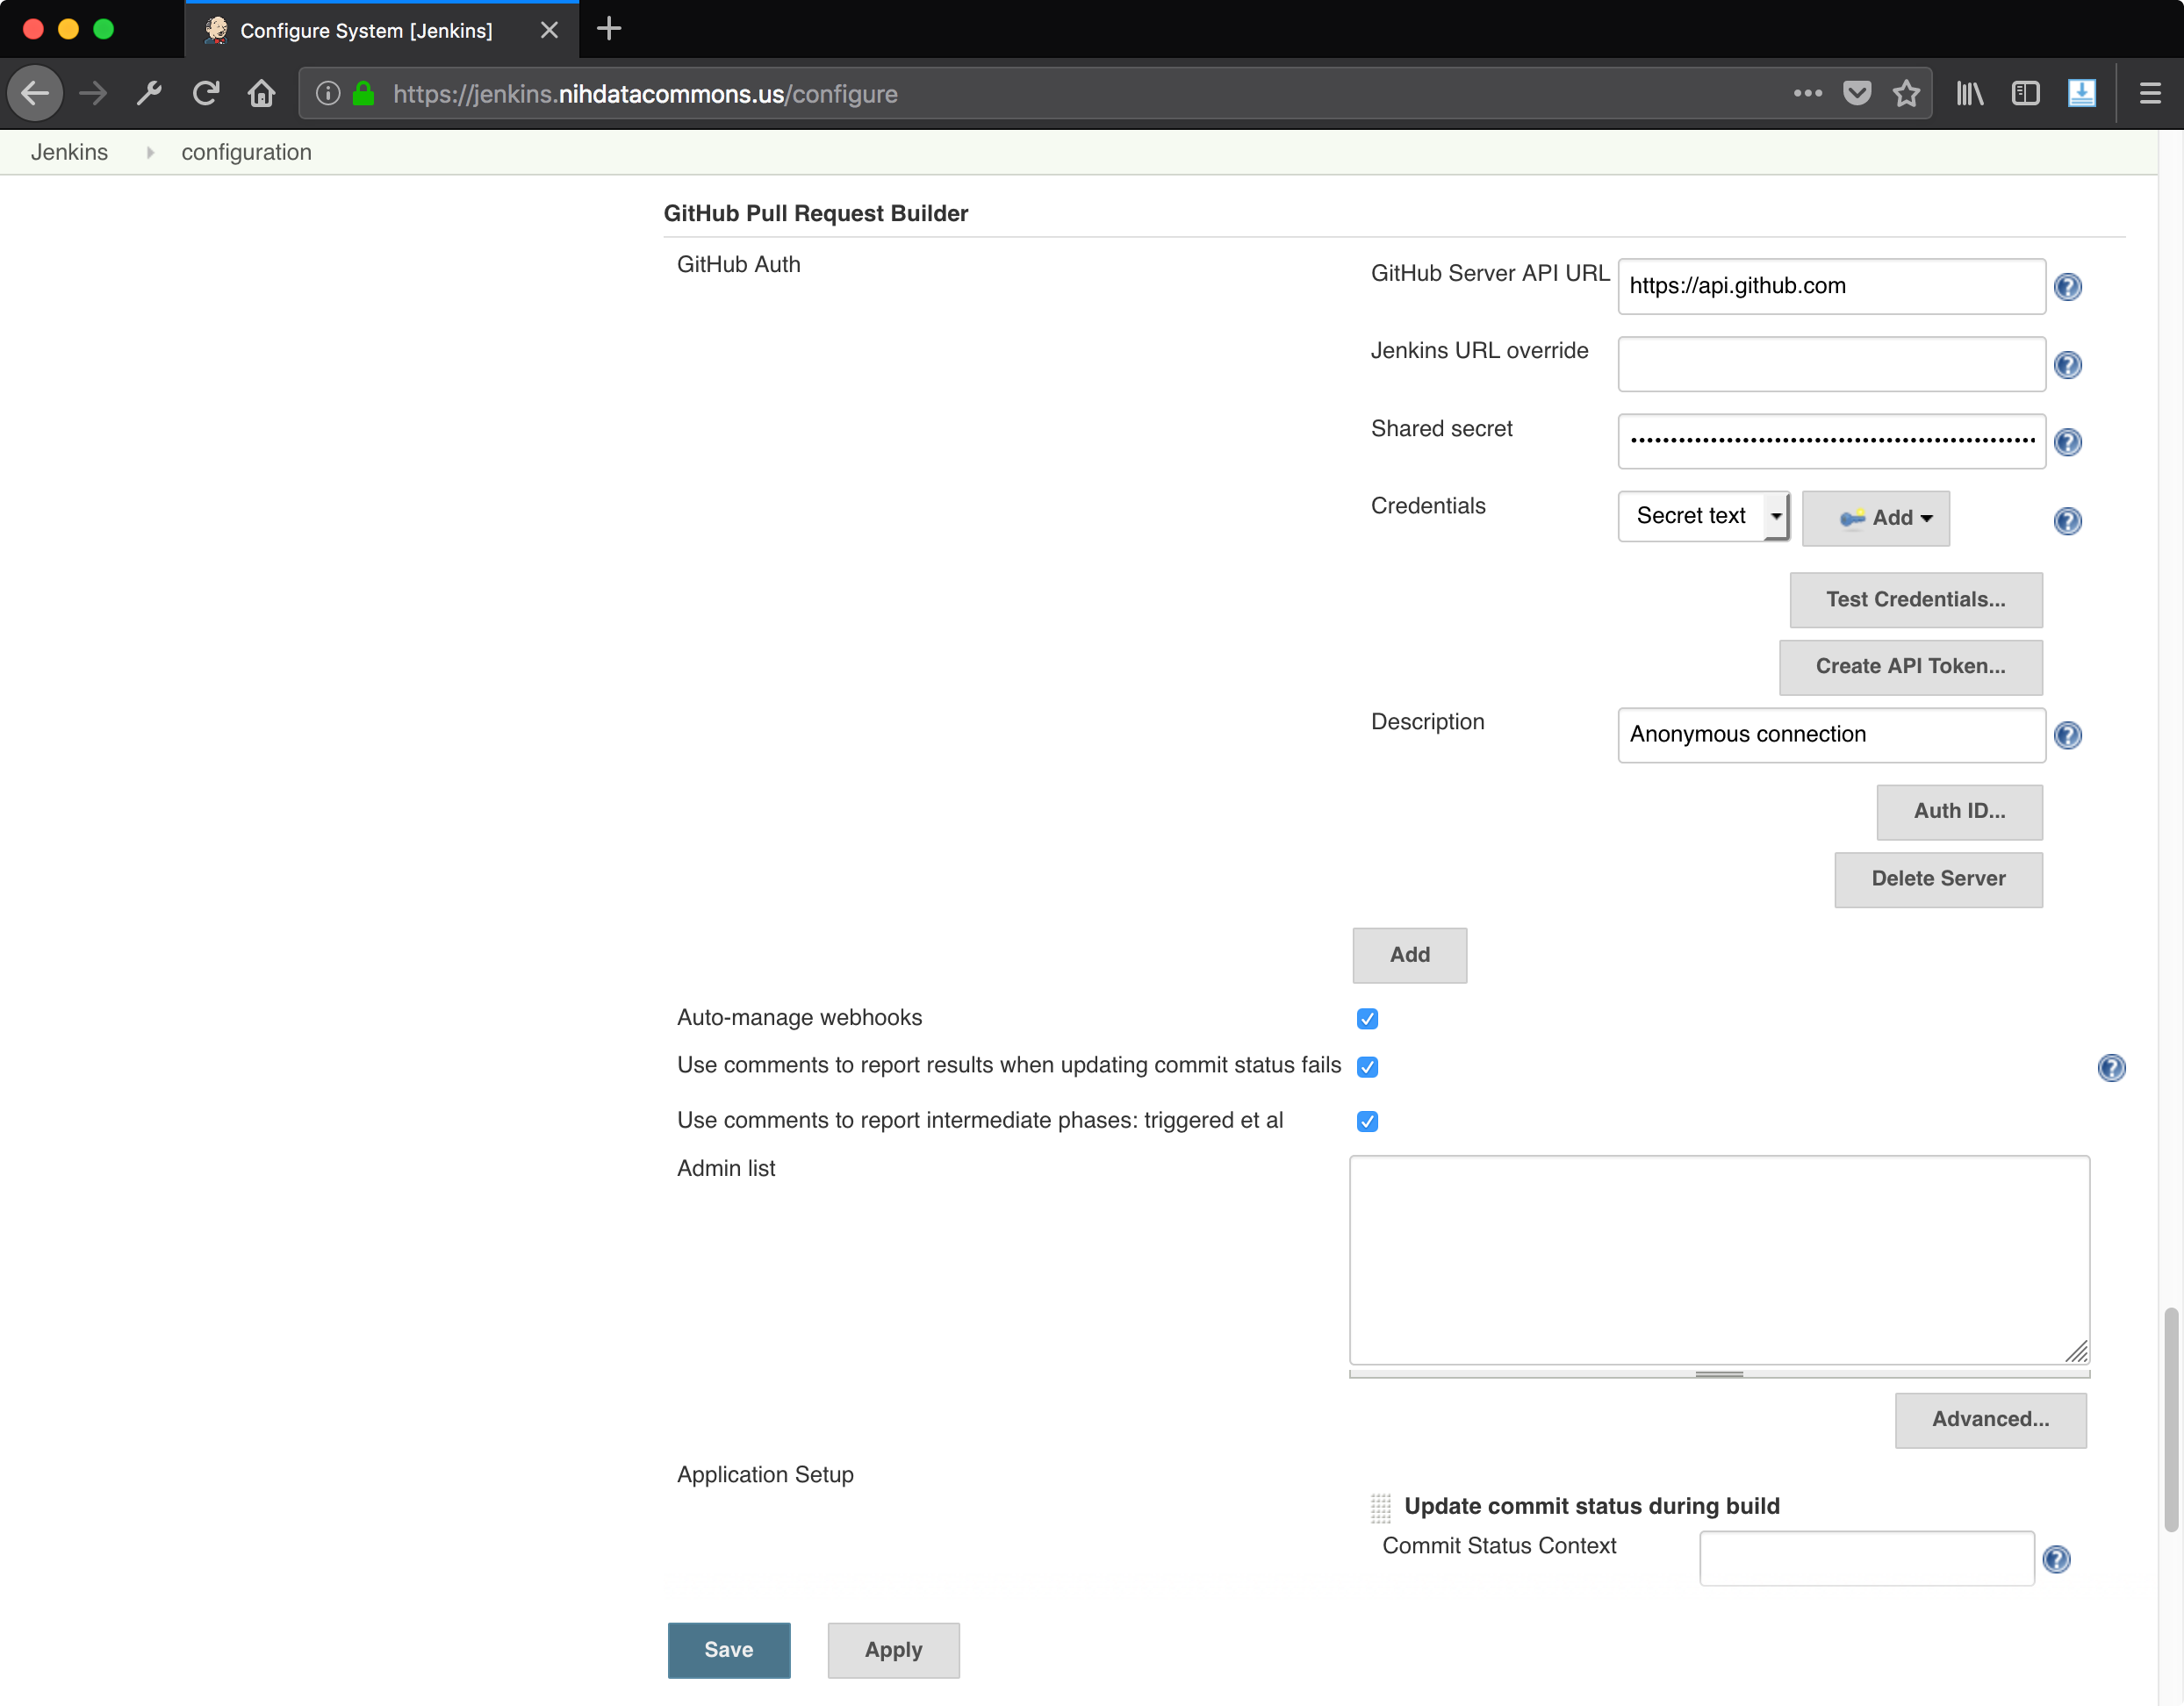 Configure System [Jenkins]
https://jenkins.nihdatacommons.us/configure
Jenkins configuration
GitHub Pull Request Builder
GitHub Auth
GitHub Server API URL https://api.github.com
Jenkins URL override
Shared secret
Credentials Secret text Add
Test Credentials...
Create API Token...
Description Anonymous connection
Auth ID...
Delete Server
Add
Auto-manage webhooks
Use comments to report results when updating commit status fails
Use comments to report intermediate phases: triggered et al
Admin list
Advanced...
Application Setup
Update commit status during build
Commit Status Context
Save Apply